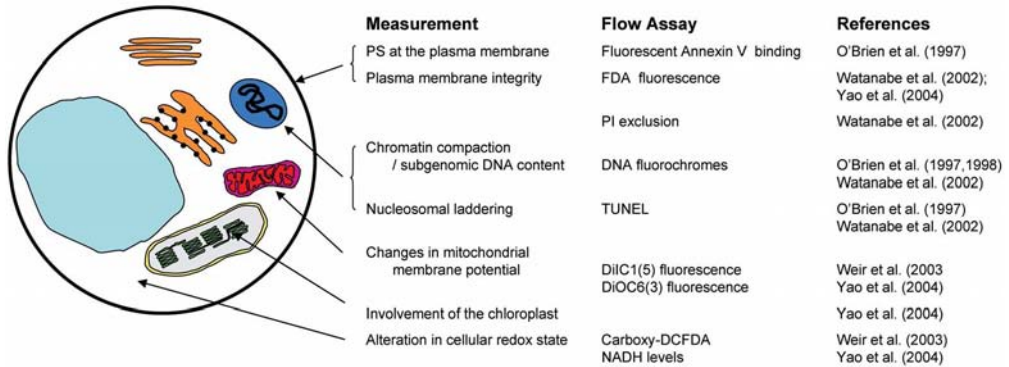 Measurement Flow Assay References
PS at the plasma membrane Fluorescent Annexin V binding O'Brien et al. (1997)
Plasma membrane integrity FDA fluorescence Watanabe et al. (2002);
Yao et al. (2004)
PI exclusion Watanabe et al. (2002)
Chromatin compaction
/ subgenomic DNA content DNA fluorochromes O'Brien et al. (1997,1998)
Watanabe et al. (2002)
Nucleosomal laddering TUNEL O'Brien et al. (1997)
Watanabe et al. (2002)
Changes in mitochondrial
membrane potential DiIC1(5) fluorescence Weir et al. (2003
DiOC6(3) fluorescence Yao et al. (2004)
Involvement of the chloroplast Yao et al. (2004)
Alteration in cellular redox state Carboxy-DCFDA Weir et al. (2003)
NADH levels Yao et al. (2004)